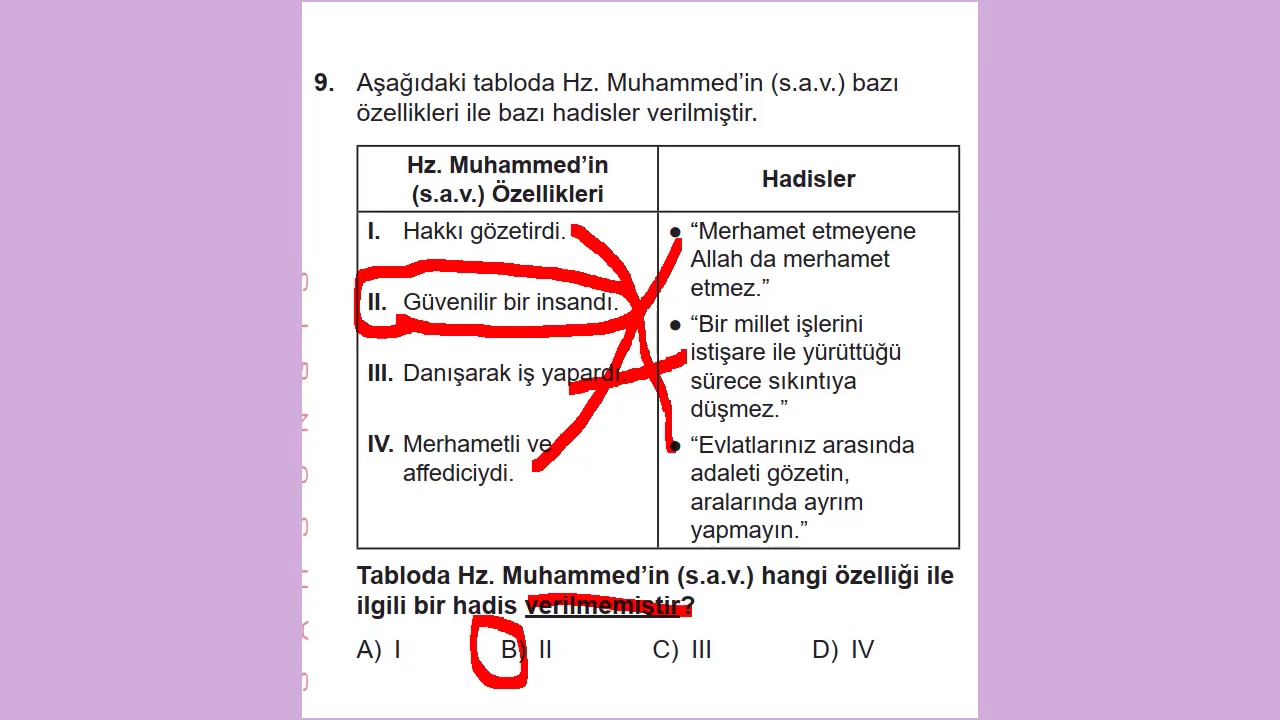 9. Aşağıdaki tabloda Hz. Muhammed’in (s.a.v.) bazı
özellikleri ile bazı hadisler verilmiştir.
Hz. Muhammed’in
(s.a.v.) Özellikleri
I. Hakkı gözetirdi.
II. Güvenilir bir insandı.
III. Danışarak iş yapardı.
IV. Merhametli ve
affediciydi.
Hadisler
● “Merhamet etmeyene
Allah da merhamet
etmez.”
● “Bir millet işlerini
istişare ile yürüttüğü
sürece sıkıntıya
düşmez.”
● “Evlatlarınız arasında
adaleti gözetin,
aralarında ayrım
yapmayın.”
Tabloda Hz. Muhammed’in (s.a.v.) hangi özelliği ile
ilgili bir hadis verilmemiştir?
A) I B) II C) III D) IV